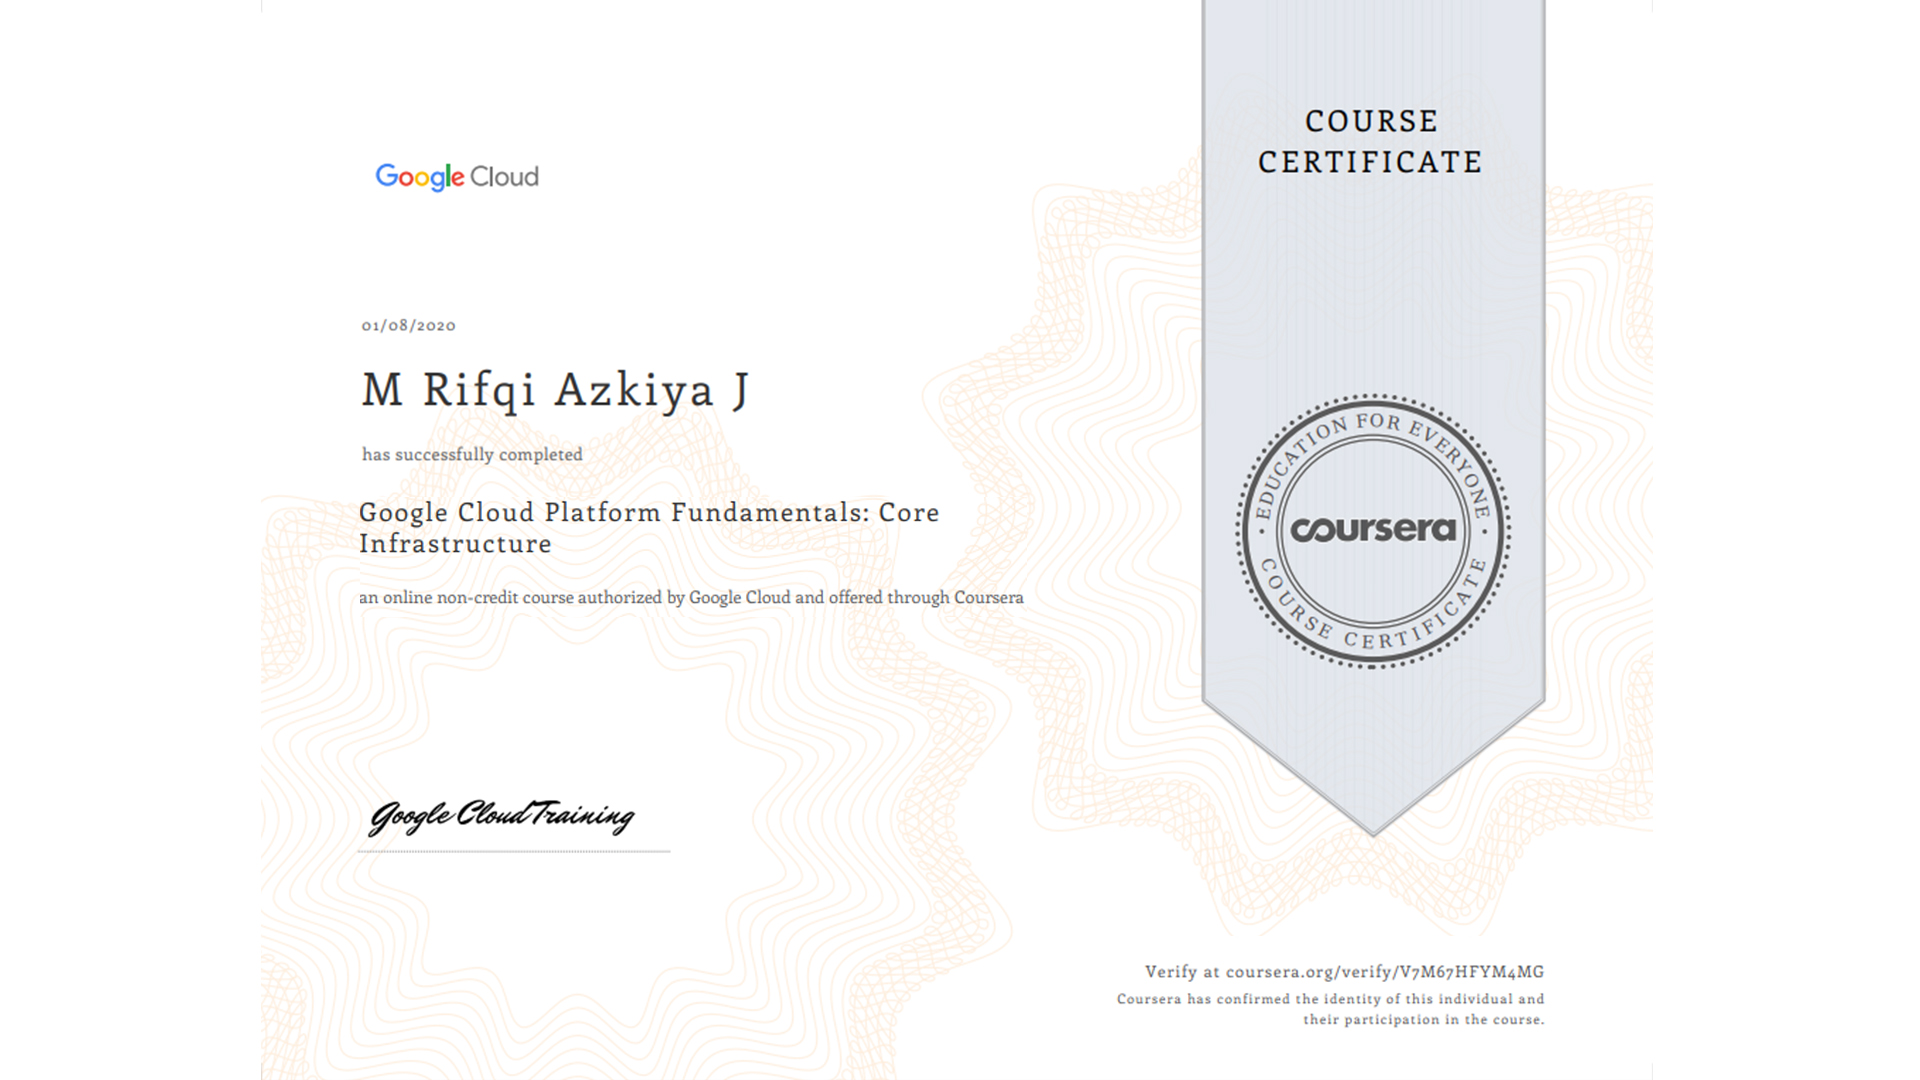 Google Cloud
COURSE
CERTIFICATE
01/08/2020
M Rifqi Azkiya J
has successfully completed
Google Cloud Platform Fundamentals: Core
Infrastructure
an online non-credit course authorized by Google Cloud and offered through Coursera
EDUCATION FOR EVERYONE
coursera
COURSE CERTIFICATE
Google Cloud Training
Verify at coursera.org/verify/V7M67HFYM4MG
Coursera has confirmed the identity of this individual and
their participation in the course.